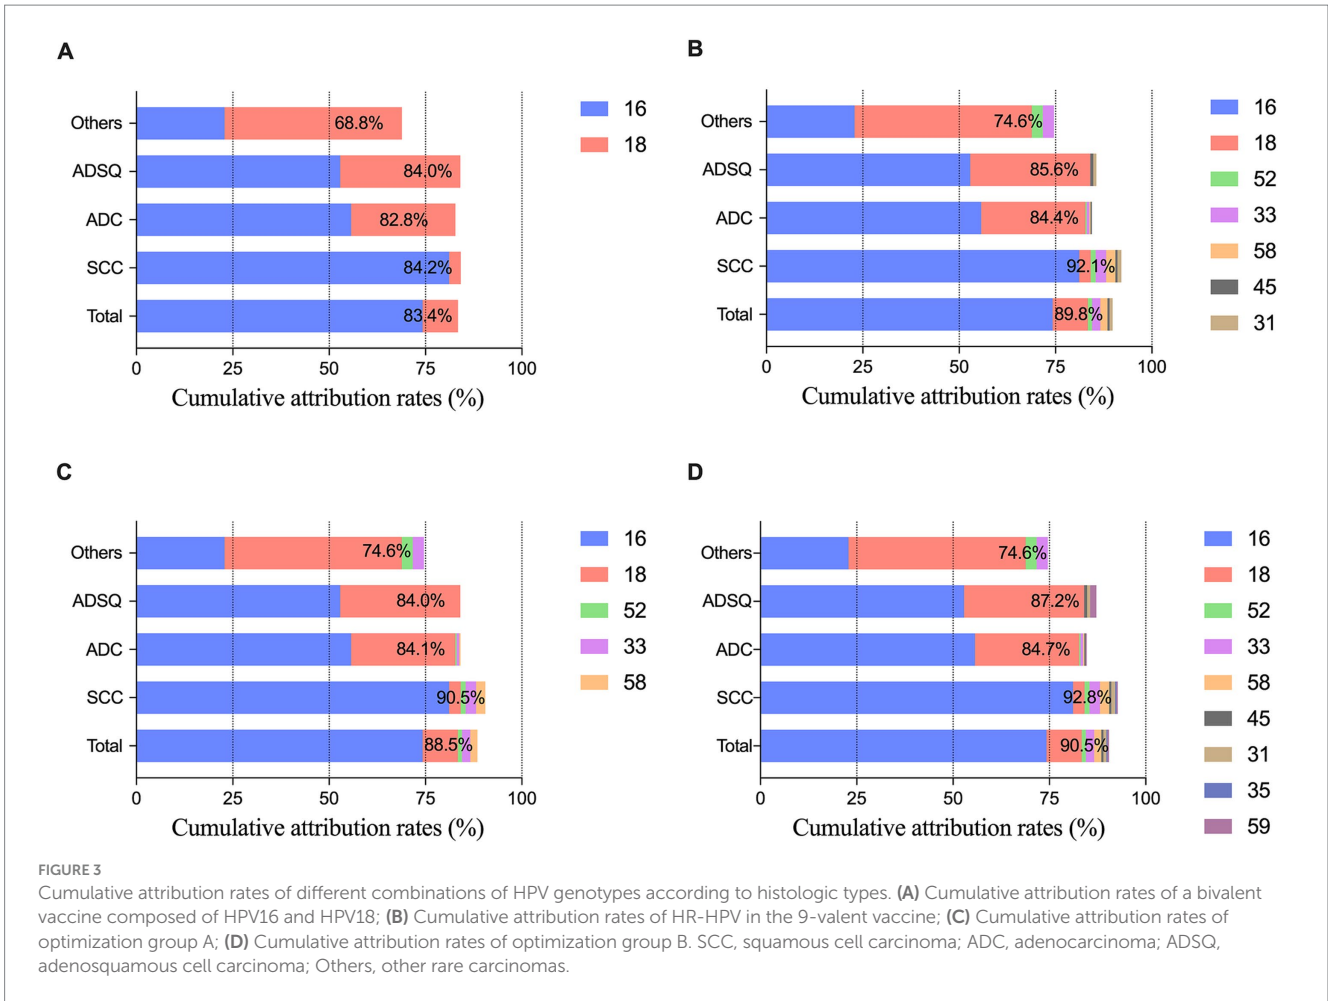 A
Others
68.8%
ADSQ
84.0%
ADC
82.8%
SCC
84.2%
Total
83.4%
0 25 50 75 100
Cumulative attribution rates (%)
16
18
B
Others
74.6%
ADSQ
85.6%
ADC
84.4%
SCC
92.1%
Total
89.8%
0 25 50 75 100
Cumulative attribution rates (%)
16
18
52
33
58
45
31
C
Others
74.6%
ADSQ
84.0%
ADC
84.1%
SCC
90.5%
Total
88.5%
0 25 50 75 100
Cumulative attribution rates (%)
16
18
52
33
58
D
Others
74.6%
ADSQ
87.2%
ADC
84.7%
SCC
92.8%
Total
90.5%
0 25 50 75 100
Cumulative attribution rates (%)
16
18
52
33
58
45
31
35
59
FIGURE 3
Cumulative attribution rates of different combinations of HPV genotypes according to histologic types. (A) Cumulative attribution rates of a bivalent
vaccine composed of HPV16 and HPV18; (B) Cumulative attribution rates of HR-HPV in the 9-valent vaccine; (C) Cumulative attribution rates of
optimization group A; (D) Cumulative attribution rates of optimization group B. SCC, squamous cell carcinoma; ADC, adenocarcinoma; ADSQ,
adenosquamous cell carcinoma; Others, other rare carcinomas.